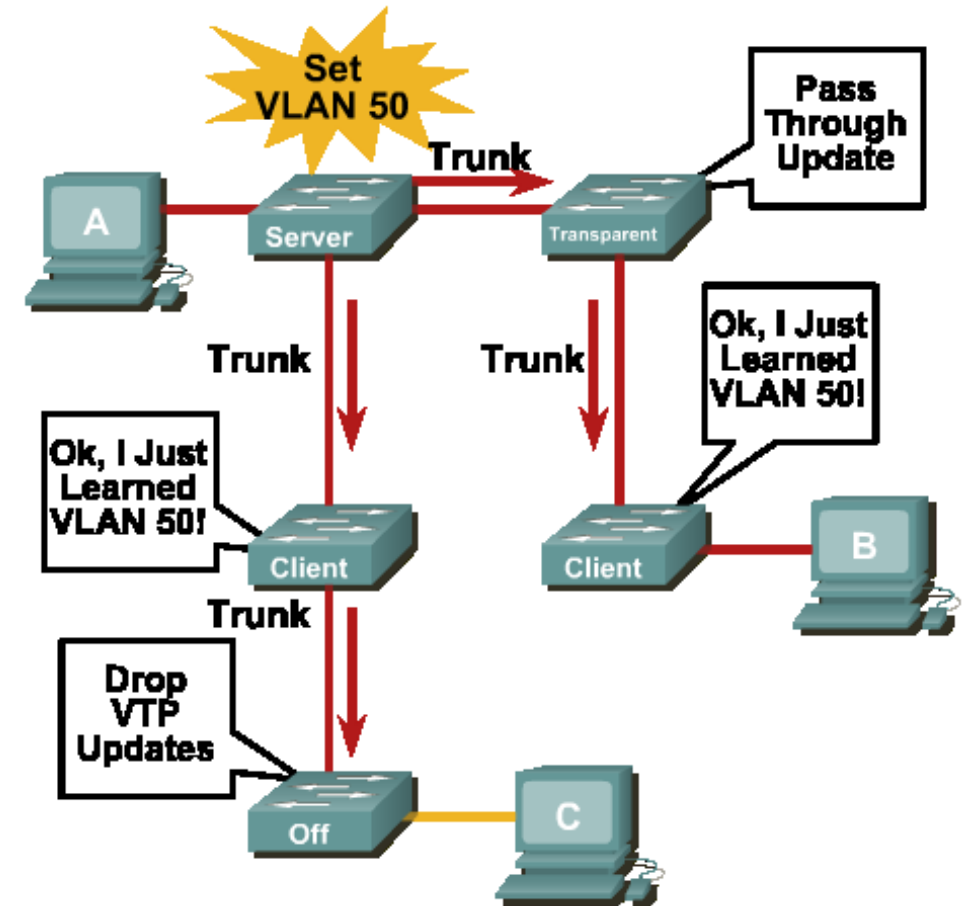 Set
VLAN 50
Trunk
Pass
Through
Update
A
Server
Transparent
Trunk
Trunk
Ok, I Just
Learned
VLAN 50!
Ok, I Just
Learned
VLAN 50!
Client
Client
B
Trunk
Drop
VTP
Updates
Off
C